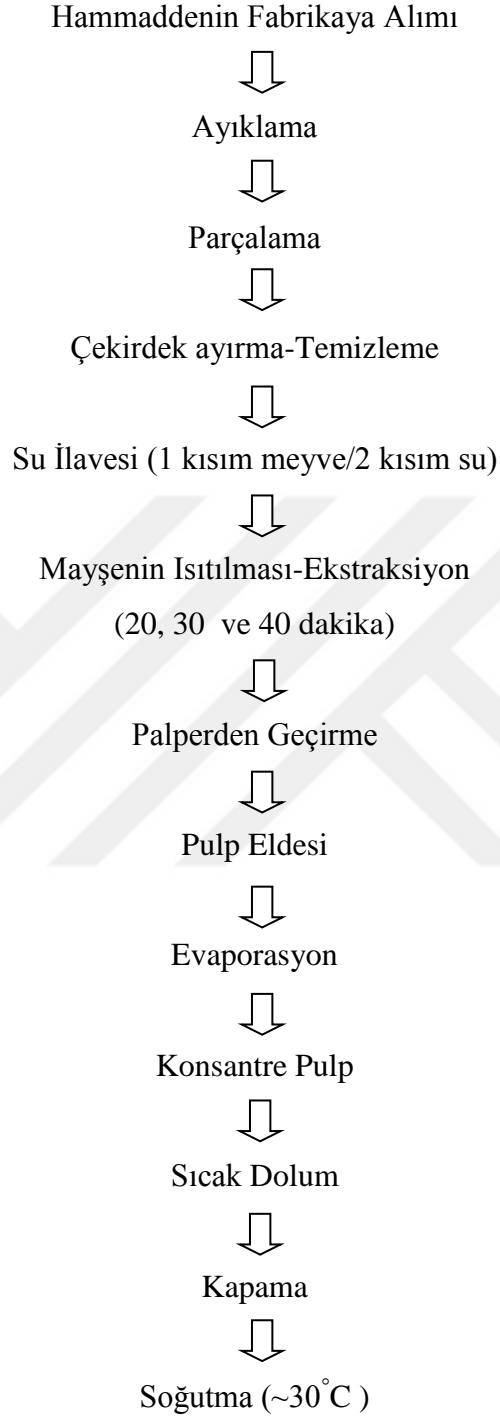 Hammaddenin Fabrikaya Alımı
Ayıklama
Parçalama
Çekirdek ayırma-Temizleme
Su İlavesi (1 kısım meyve/2 kısım su)
Mayşenin Isıtılması-Ekstraksiyon
(20, 30 ve 40 dakika)
Palperden Geçirme
Pulp Eldesi
Evaporasyon
Konsantre Pulp
Sıcak Dolum
Kapama
Soğutma (~30°C )